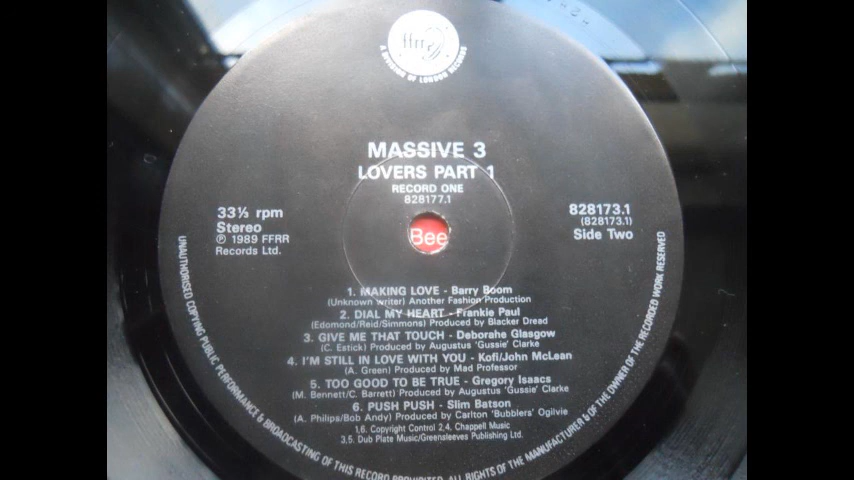 ffrr
A DIVISION OF LONDON RECORDS
MASSIVE 3
LOVERS PART 1
RECORD ONE
828177.1
33⅓ rpm
Stereo
℗ 1989 FFRR
Records Ltd.
828173.1
(828173.1)
Side Two
Bee
1. MAKING LOVE - Barry Boom
(Unknown writer) Another Fashion Production
2. DIAL MY HEART - Frankie Paul
(Edomond/Reid/Simmons) Produced by Blacker Dread
3. GIVE ME THAT TOUCH - Deborahe Glasgow
(C. Estick) Produced by Augustus 'Gussie' Clarke
4. I'M STILL IN LOVE WITH YOU - Kofi/John McLean
(A. Green) Produced by Mad Professor
5. TOO GOOD TO BE TRUE - Gregory Isaacs
(M. Bennett/C. Barrett) Produced by Augustus 'Gussie' Clarke
6. PUSH PUSH - Slim Batson
(A. Philips/Bob Andy) Produced by Carlton 'Bubblers' Ogilvie
1,6. Copyright Control 2,4, Chappell Music
3,5. Dub Plate Music/Greensleeves Publishing Ltd.
UNAUTHORISED COPYING PUBLIC PERFORMANCE & BROADCASTING OF THIS RECORD PROHIBITED. ALL RIGHTS OF THE MANUFACTURER & OF THE OWNER OF THE RECORDED WORK RESERVED